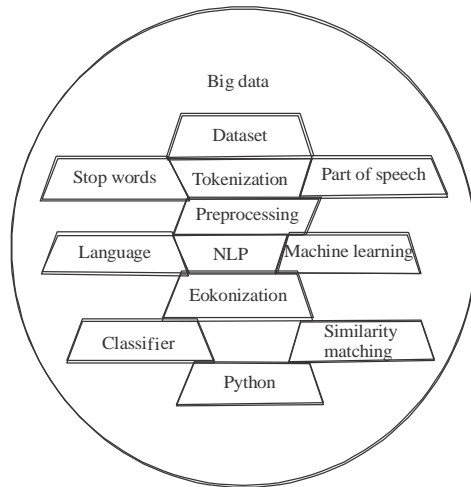 Big data
Dataset
Stop words
Tokenization
Part of speech
Preprocessing
Language
NLP
Machine learning
Eokonization
Classifier
Similarity
matching
Python